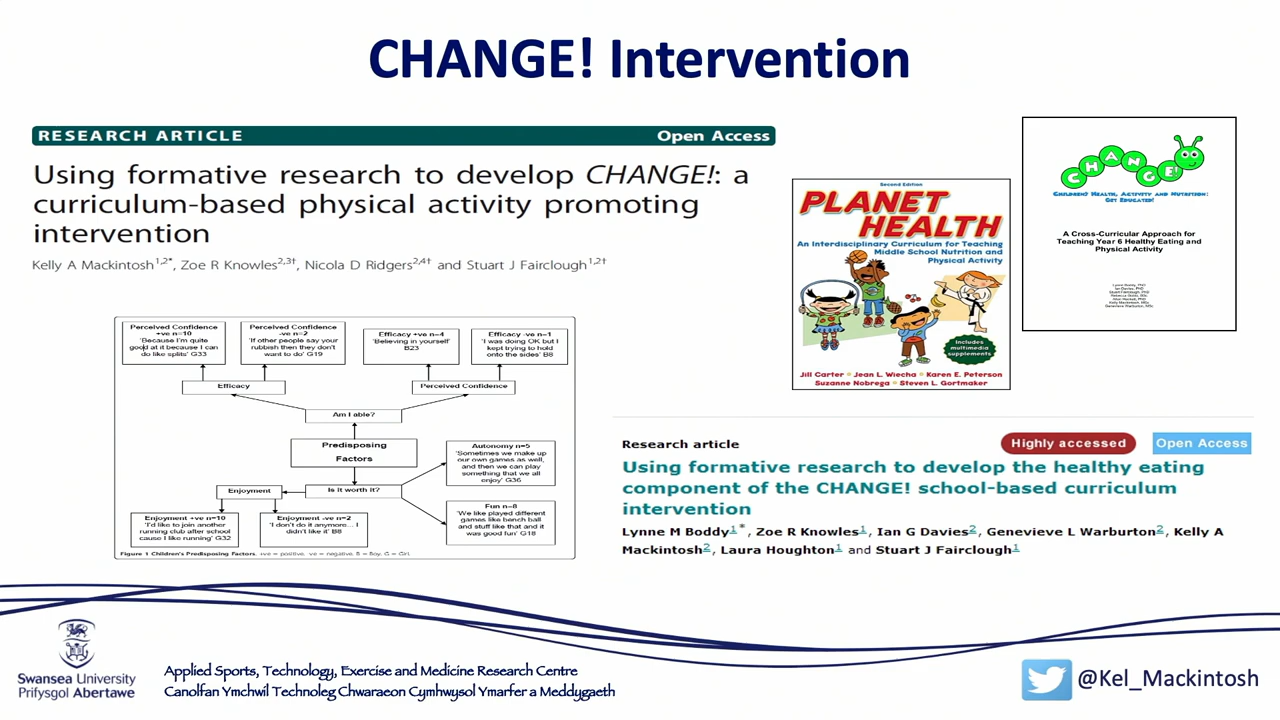 CHANGE! Intervention
RESEARCH ARTICLE
Open Access
Using formative research to develop CHANGE!: a
curriculum-based physical activity promoting
intervention
Kelly A Mackintosh1,2*, Zoe R Knowles2,3†, Nicola D Ridgers2,4† and Stuart J Fairclough1,2†
Perceived Confidence
+ve n=10
'Because I'm quite
good at it because I can
do like splits' G33
Perceived Confidence
-ve n=2
'If other people say your
rubbish then they don't
want to do' G19
Efficacy +ve n=4
'Believing in yourself'
B23
Efficacy -ve n=1
'I was doing OK but I
kept trying to hold
onto the sides' B8
Efficacy
Perceived Confidence
Am I able?
Predisposing
Factors
Is it worth it?
Enjoyment
Autonomy n=5
'Sometimes we make up
our own games as well,
and then we can play
something that we all
enjoy' G36
Fun n=8
'We like played different
games like bench ball
and stuff like that and it
was good fun' G18
Enjoyment +ve n=10
'I'd like to join another
running club after school
cause I like running' G32
Enjoyment -ve n=2
'I don't do it anymore... I
didn't like it' B8
Figure 1 Children's Predisposing Factors. +ve = positive. -ve = negative. B = Boy. G = Girl.
Second Edition
PLANET
HEALTH
An Interdisciplinary Curriculum for Teaching
Middle School Nutrition and
Physical Activity
Includes
multimedia
supplements
Jill Carter • Jean L. Wiecha • Karen E. Peterson
Suzanne Nobrega • Steven L. Gortmaker
CHANGE!
CHILDREN'S HEALTH, ACTIVITY AND NUTRITION:
GET EDUCATED!
A Cross-Curricular Approach for
Teaching Year 6 Healthy Eating and
Physical Activity
Research article
Highly accessed
Open Access
Using formative research to develop the healthy eating
component of the CHANGE! school-based curriculum
intervention
Lynne M Boddy1*, Zoe R Knowles1, Ian G Davies2, Genevieve L Warburton2, Kelly A
Mackintosh2, Laura Houghton1 and Stuart J Fairclough1
Swansea University
Prifysgol Abertawe
Applied Sports, Technology, Exercise and Medicine Research Centre
Canolfan Ymchwil Technoleg Chwaraeon Cymhwysol Ymarfer a Meddygaeth
@Kel_Mackintosh